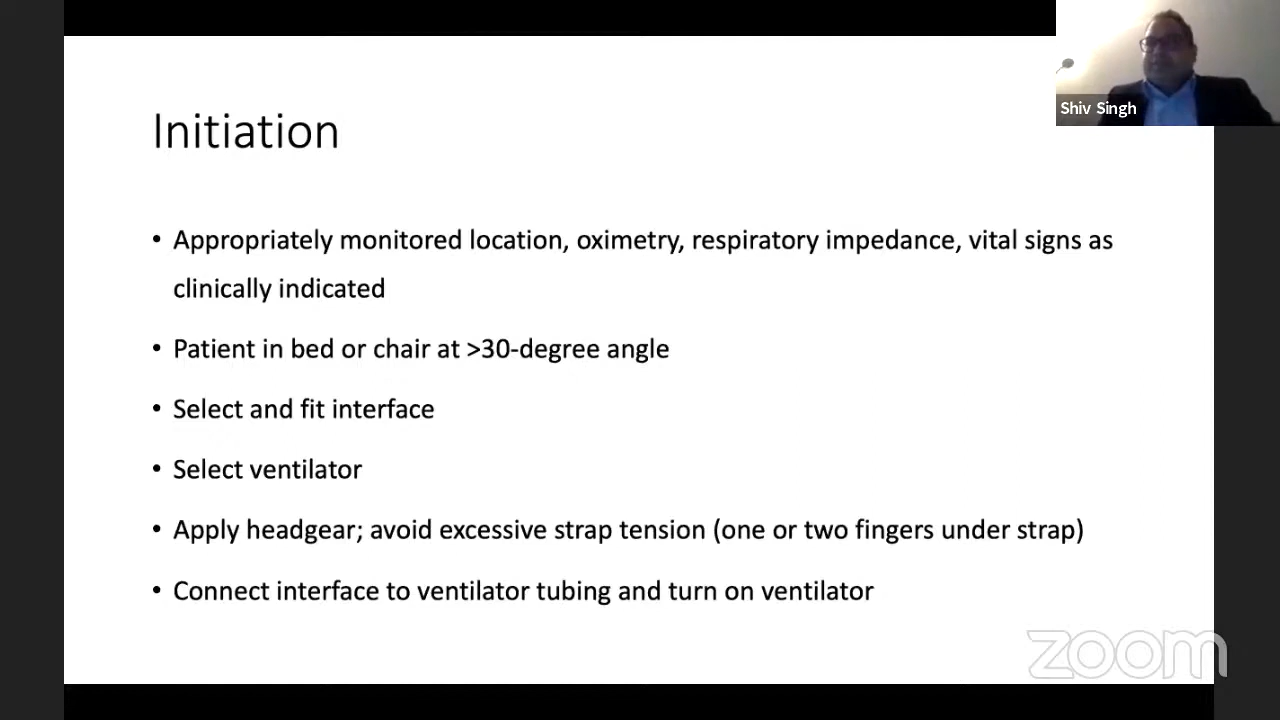 Shiv Singh
Initiation
• Appropriately monitored location, oximetry, respiratory impedance, vital signs as
clinically indicated
• Patient in bed or chair at >30-degree angle
• Select and fit interface
• Select ventilator
• Apply headgear; avoid excessive strap tension (one or two fingers under strap)
• Connect interface to ventilator tubing and turn on ventilator
zoom